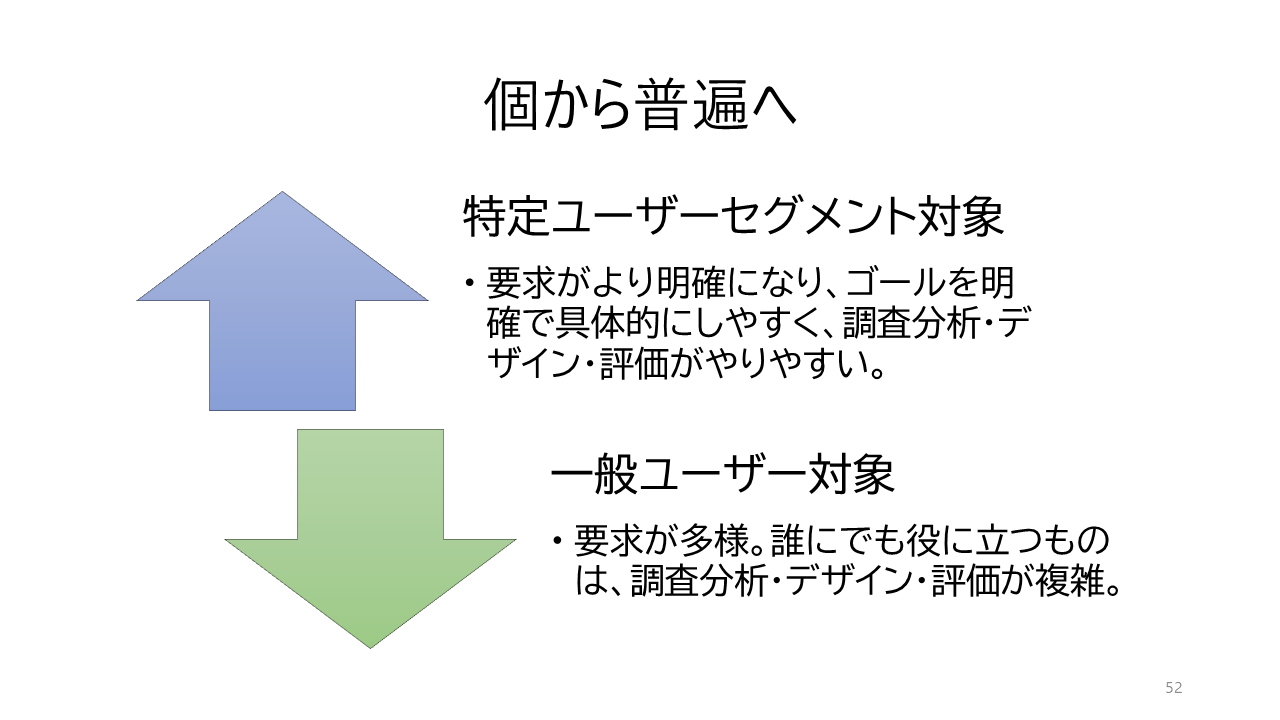 個から普遍へ
特定ユーザーセグメント対象
・要求がより明確になり、ゴールを明
確で具体的にしやすく、調査分析・デ
ザイン・評価がやりやすい。
一般ユーザー対象
・要求が多様。誰にでも役に立つもの
は、調査分析・デザイン・評価が複雑。
52